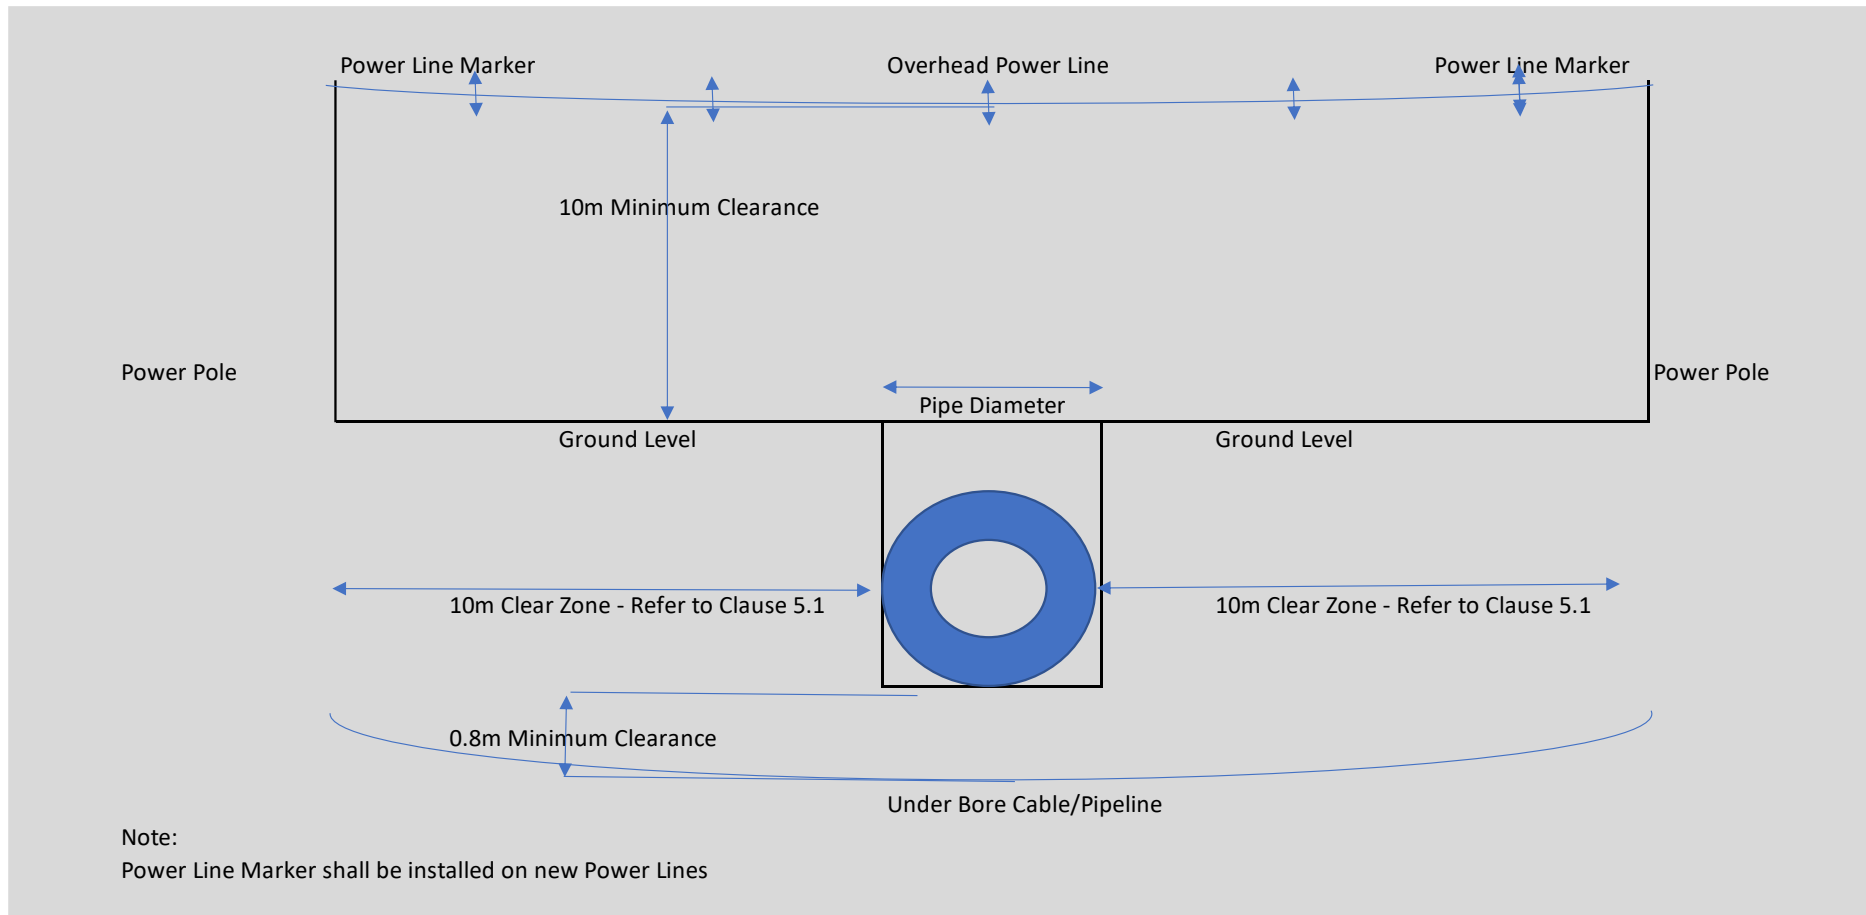 Power Line Marker
Overhead Power Line
Power Line Marker
10m Minimum Clearance
Power Pole
Power Pole
Pipe Diameter
Ground Level
Ground Level
10m Clear Zone - Refer to Clause 5.1
10m Clear Zone - Refer to Clause 5.1
0.8m Minimum Clearance
Under Bore Cable/Pipeline
Note:
Power Line Marker shall be installed on new Power Lines